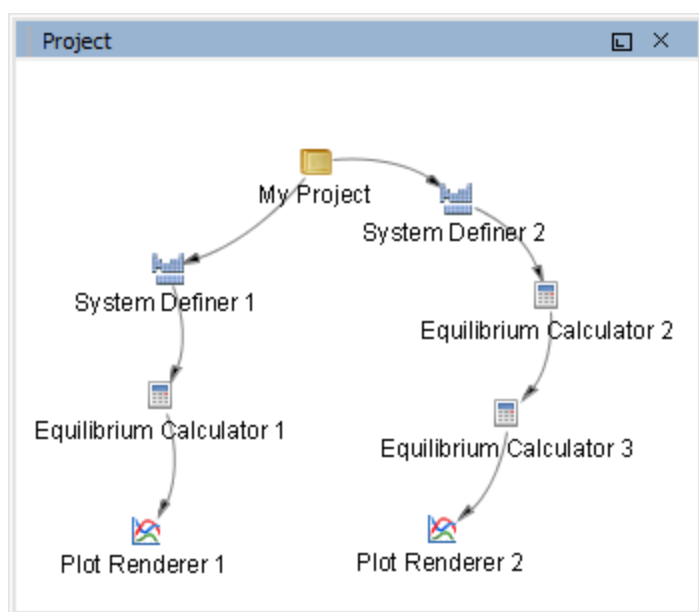 Project
My Project
System Definer 2
System Definer 1
Equilibrium Calculator 2
Equilibrium Calculator 1
Equilibrium Calculator 3
Plot Renderer 1
Plot Renderer 2